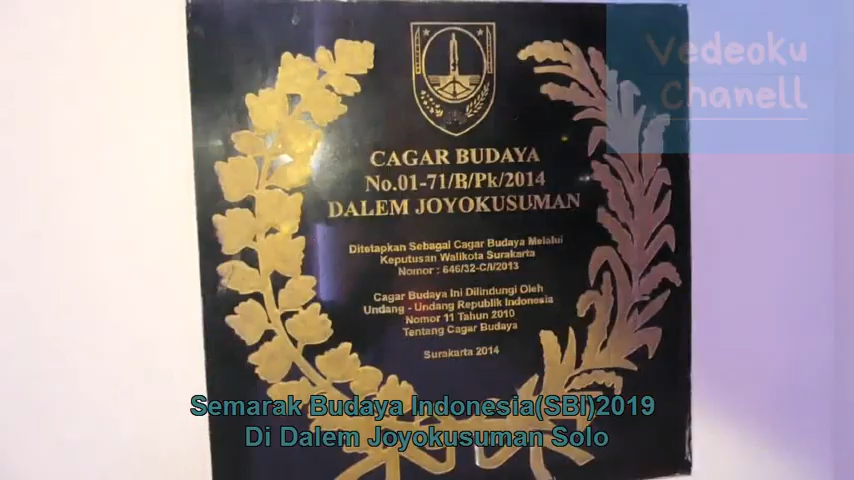 Vedeoku
Chanell
CAGAR BUDAYA
No.01-71/B/Pk/2014
DALEM JOYOKUSUMAN
Ditetapkan Sebagai Cagar Budaya Melalui
Keputusan Walikota Surakarta
Nomor : 646/32-C/I/2013
Cagar Budaya Ini Dilindungi Oleh
Undang - Undang Republik Indonesia
Nomor 11 Tahun 2010
Tentang Cagar Budaya
Surakarta 2014
Semarak Budaya Indonesia(SBI)2019
Di Dalem Joyokusuman Solo